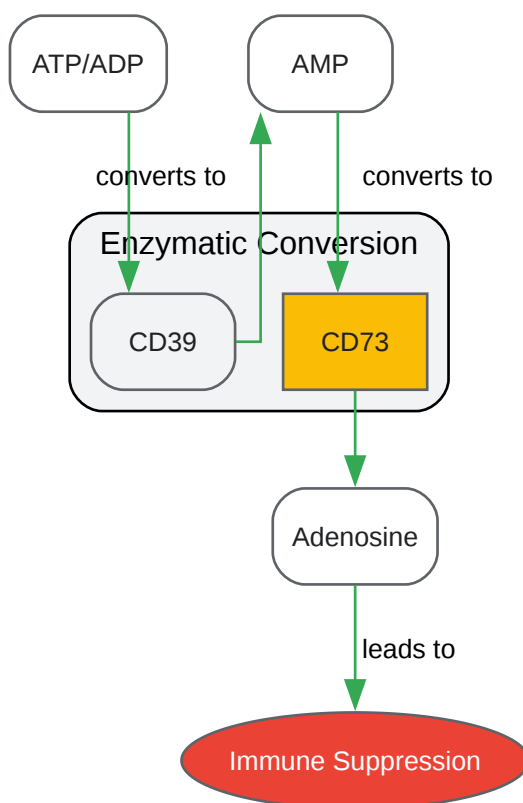 ATP/ADP
AMP
converts to
converts to
Enzymatic Conversion
CD39
CD73
Adenosine
leads to
Immune Suppression